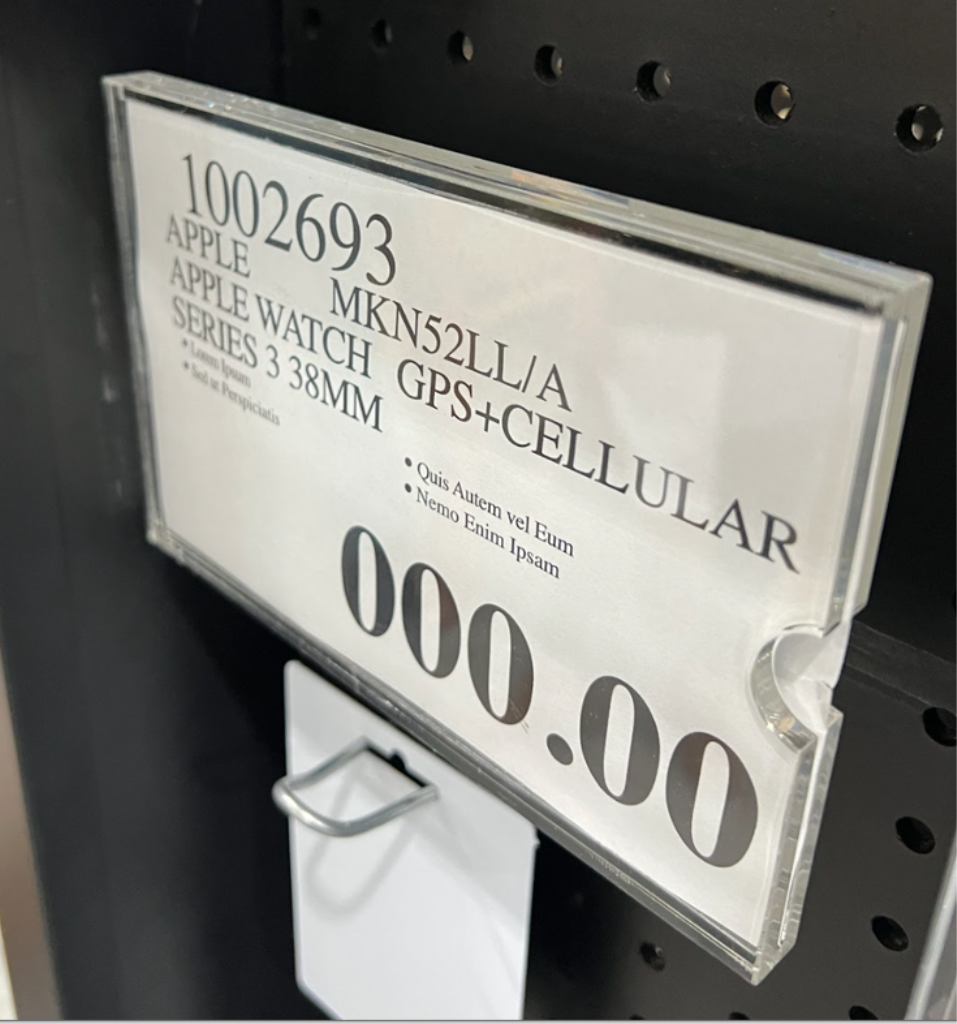 1002693
APPLE MKN52LL/A
APPLE WATCH GPS+CELLULAR
SERIES 3 38MM
• Lorem Ipsum
• Sed ut Perspiciatis
• Quis Autem vel Eum
• Nemo Enim Ipsam
000.00